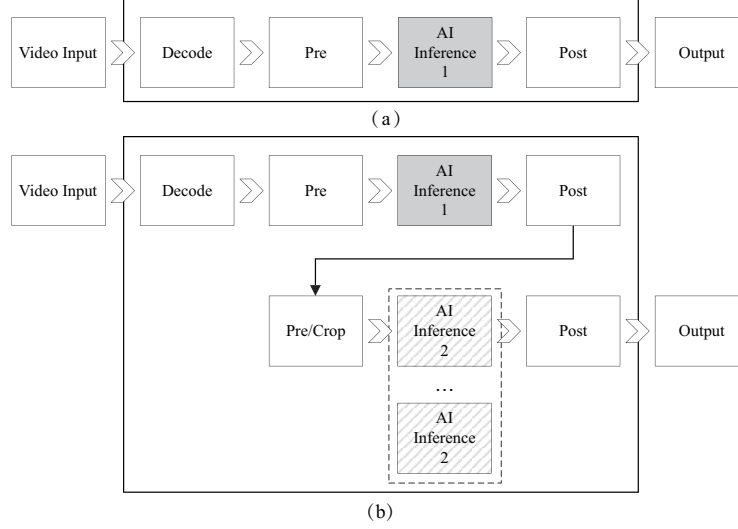 Video Input
Decode
Pre
AI
Inference
1
Post
Output
(a)
Video Input
Decode
Pre
AI
Inference
1
Post
Pre/Crop
AI
Inference
2
Post
Output
...
AI
Inference
2
(b)